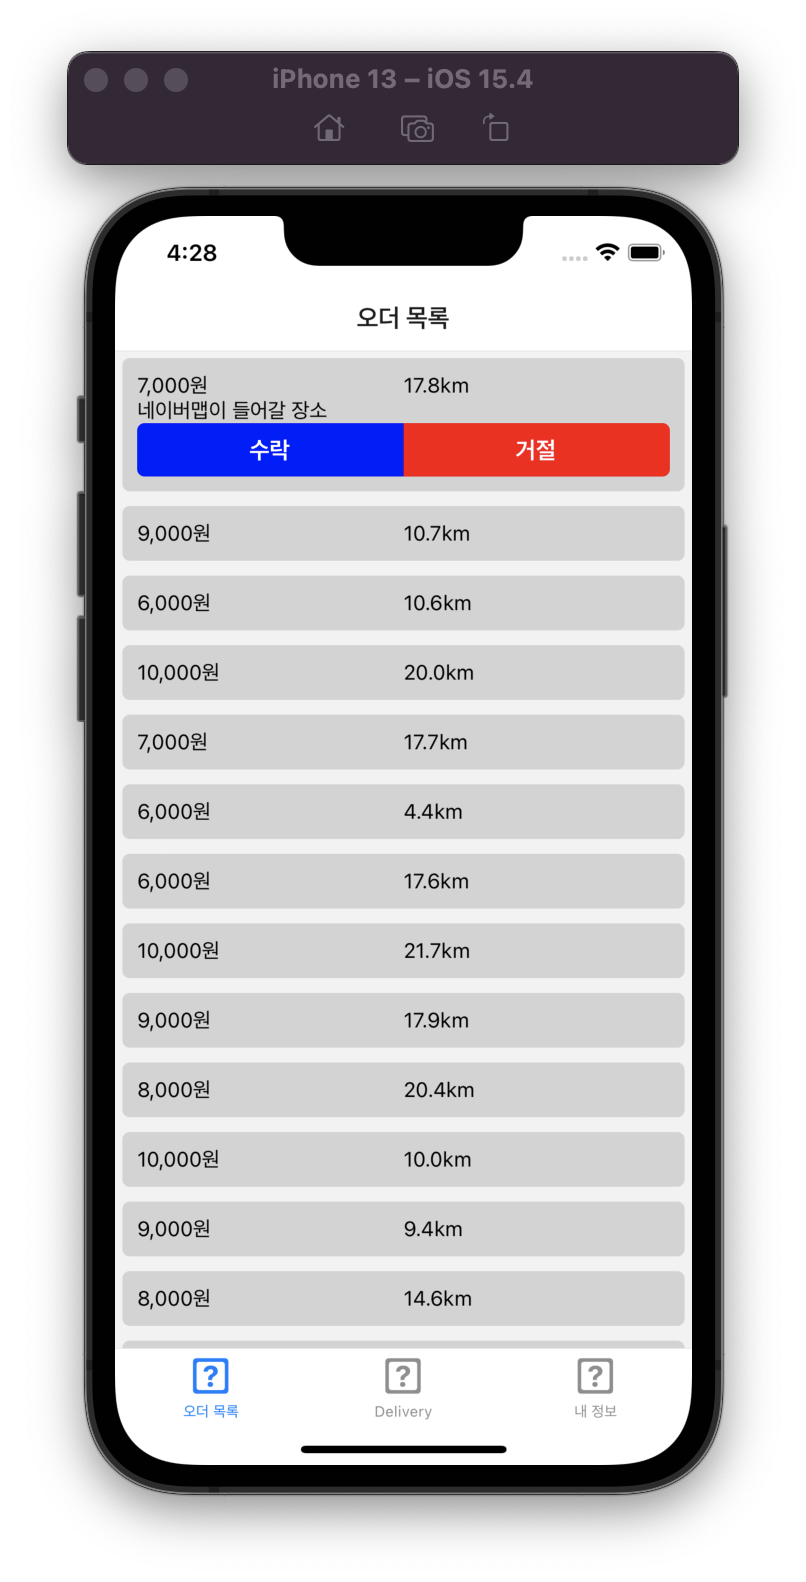 iPhone 13 – iOS 15.4
4:28
오더 목록
7,000원 17.8km
네이버맵이 들어갈 장소
수락 거절
9,000원 10.7km
6,000원 10.6km
10,000원 20.0km
7,000원 17.7km
6,000원 4.4km
6,000원 17.6km
10,000원 21.7km
9,000원 17.9km
8,000원 20.4km
10,000원 10.0km
9,000원 9.4km
8,000원 14.6km
? ? ?
오더 목록 Delivery 내 정보